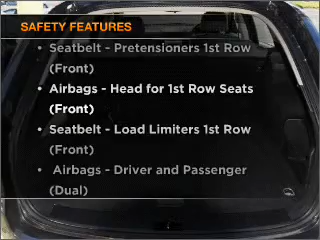 SAFETY FEATURES
• Seatbelt - Pretensioners 1st Row
(Front)
• Airbags - Head for 1st Row Seats
(Front)
• Seatbelt - Load Limiters 1st Row
(Front)
• Airbags - Driver and Passenger
(Dual)